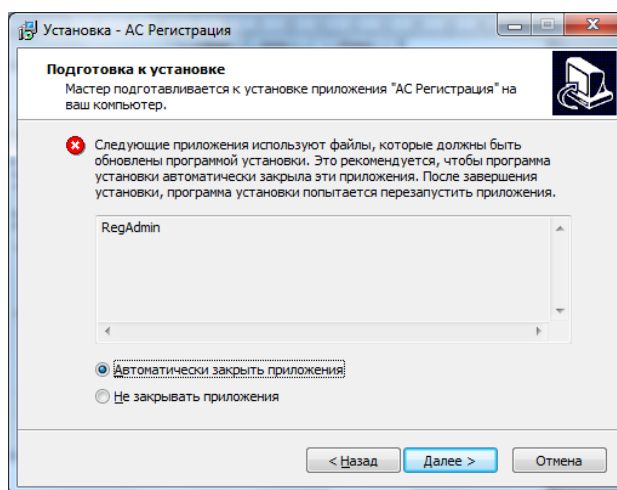 Установка - АС Регистрация
Подготовка к установке
Мастер подготавливается к установке приложения "АС Регистрация" на
ваш компьютер.
Следующие приложения используют файлы, которые должны быть
обновлены программой установки. Это рекомендуется, чтобы программа
установки автоматически закрыла эти приложения. После завершения
установки, программа установки попытается перезапустить приложения.
RegAdmin
Автоматически закрыть приложения
Не закрывать приложения
< Назад
Далее >
Отмена